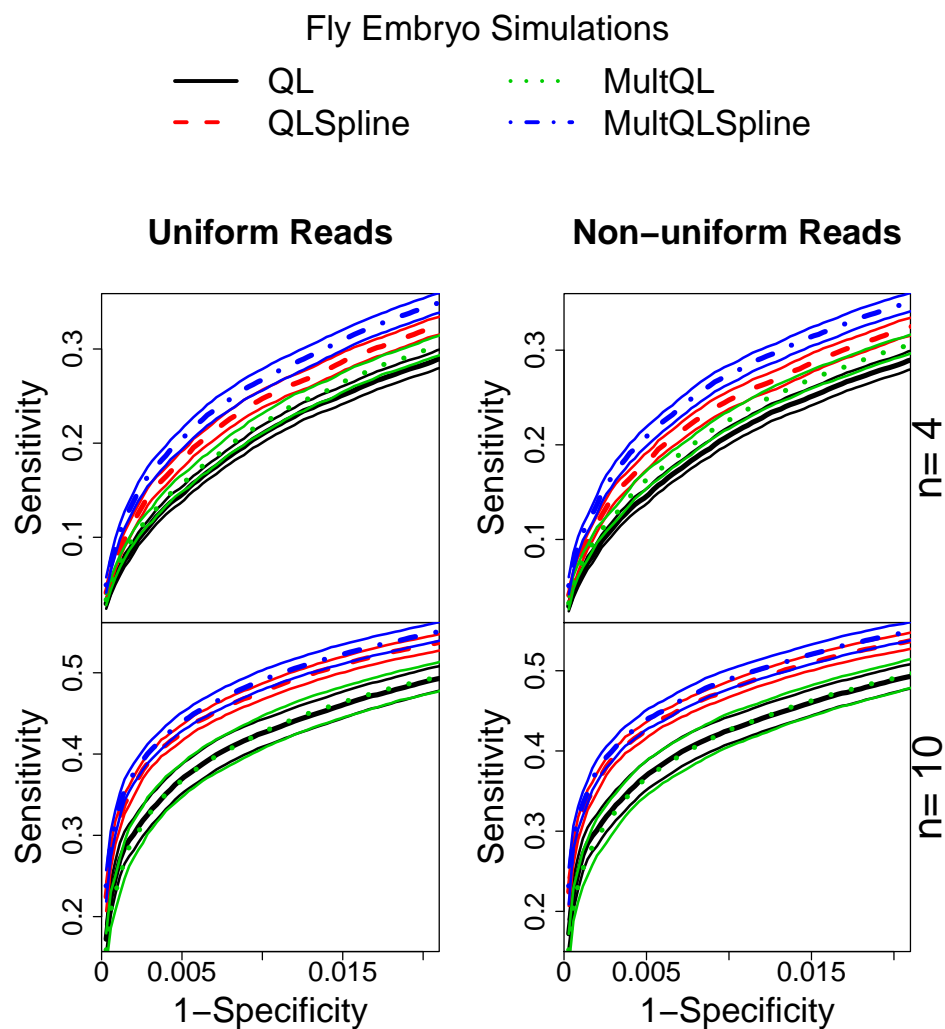 Fly Embryo Simulations
QL
MultQL
QLSpline
MultQLSpline
Uniform Reads
Non−uniform Reads
Sensitivity
0.1
0.2
0.3
Sensitivity
0.1
0.2
0.3
n= 4
Sensitivity
0.2
0.3
0.4
0.5
Sensitivity
0.2
0.3
0.4
0.5
n= 10
0 0.005 0.015
0 0.005 0.015
1−Specificity
1−Specificity